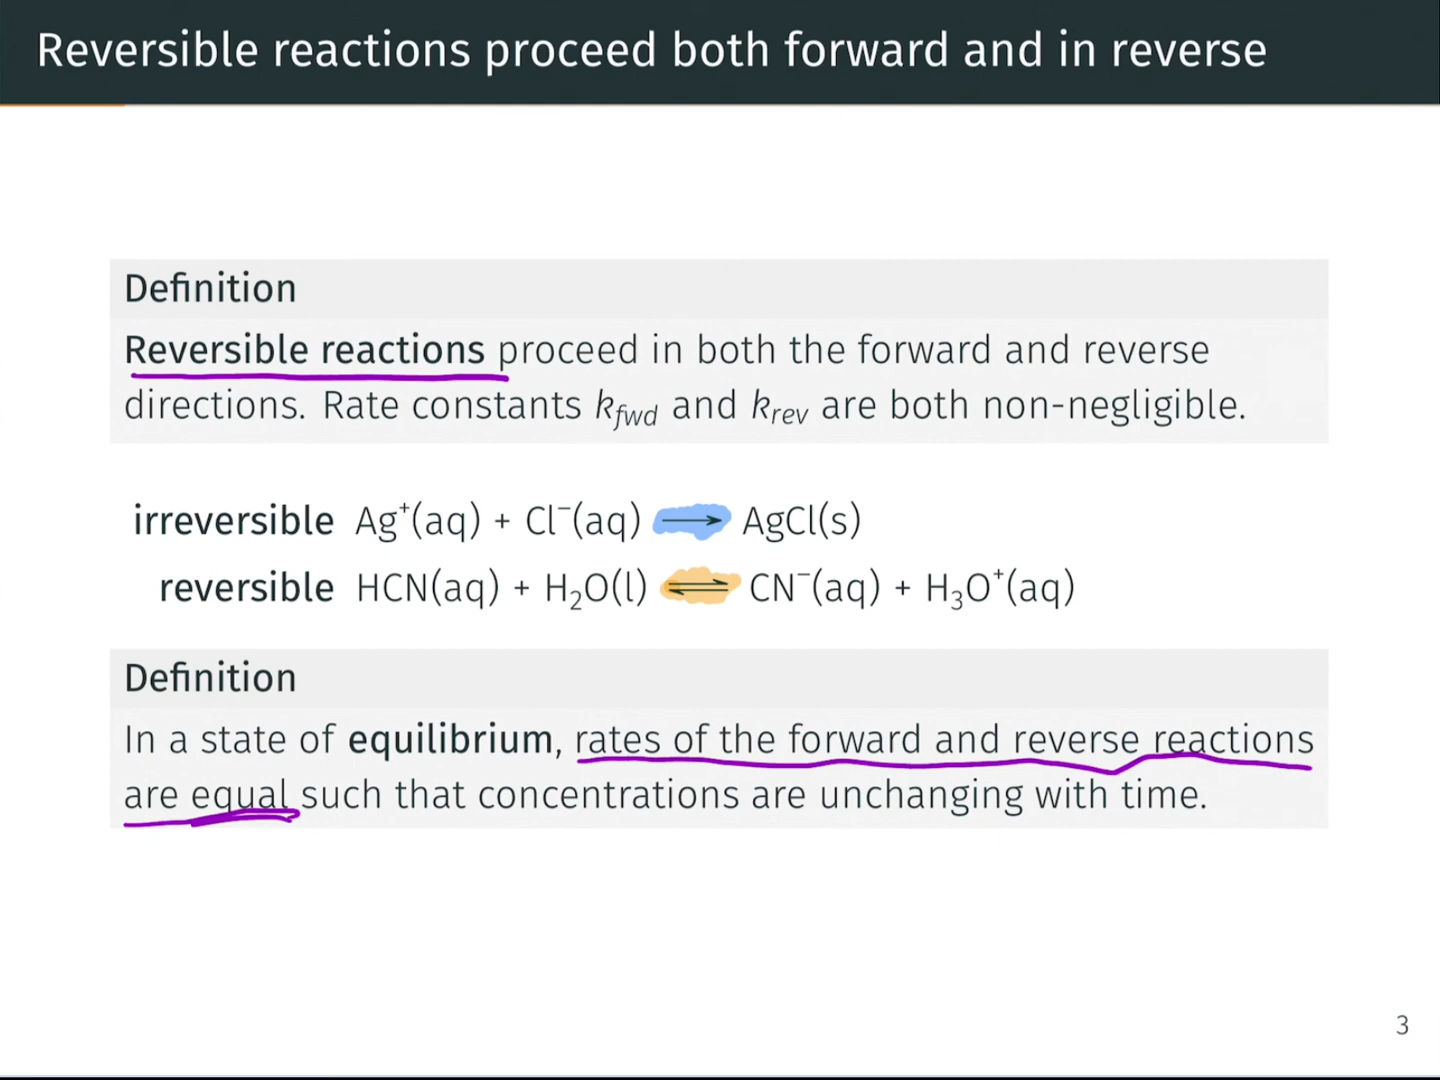 Reversible reactions proceed both forward and in reverse
Definition
Reversible reactions proceed in both the forward and reverse
directions. Rate constants k_fwd and k_rev are both non-negligible.
irreversible Ag⁺(aq) + Cl⁻(aq) ⟶ AgCl(s)
reversible HCN(aq) + H₂O(l) ⇌ CN⁻(aq) + H₃O⁺(aq)
Definition
In a state of equilibrium, rates of the forward and reverse reactions
are equal such that concentrations are unchanging with time.
3